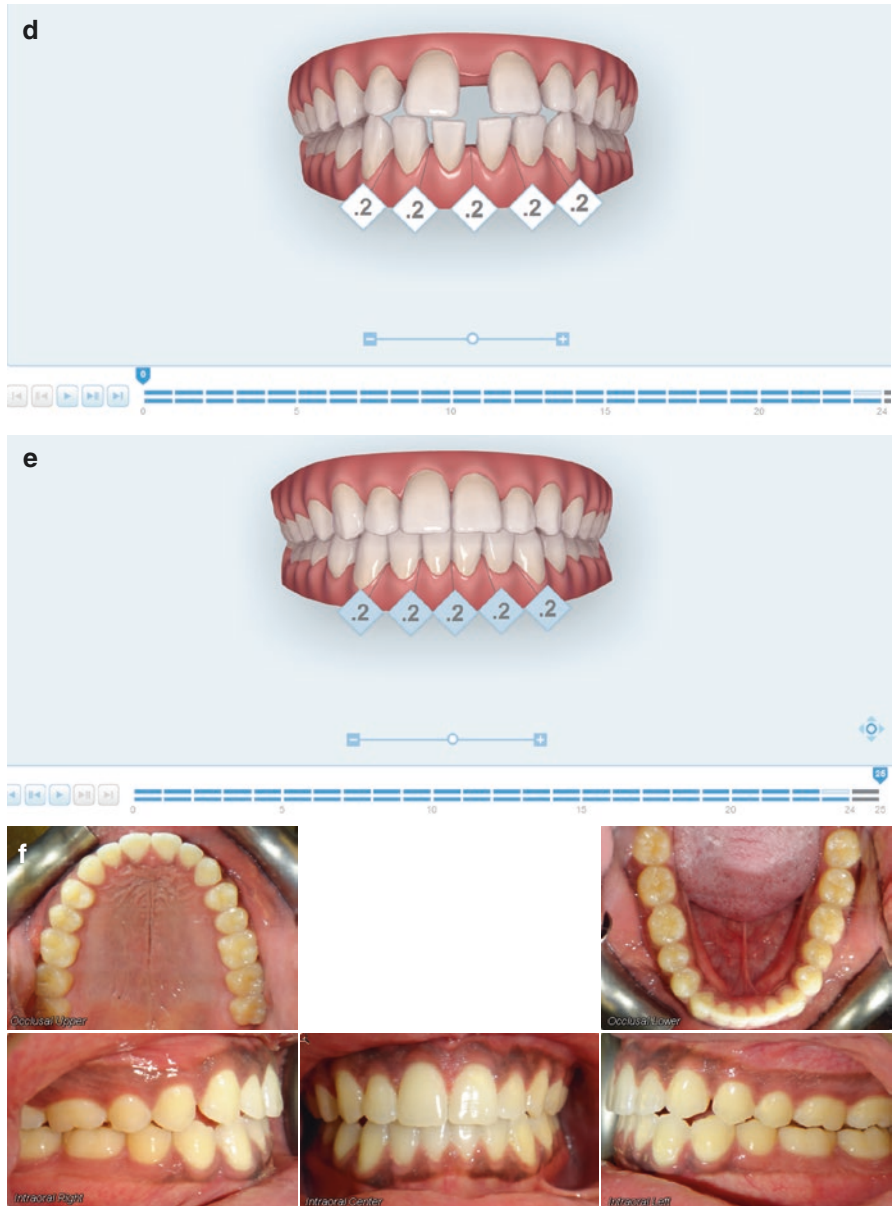 d
.2 .2 .2 .2 .2
0
0 5 10 15 20 24
e
.2 .2 .2 .2 .2
25
0 5 10 15 20 24 25
f
Occlusal Upper
Occlusal Lower
Intraoral Right
Intraoral Center
Intraoral Left